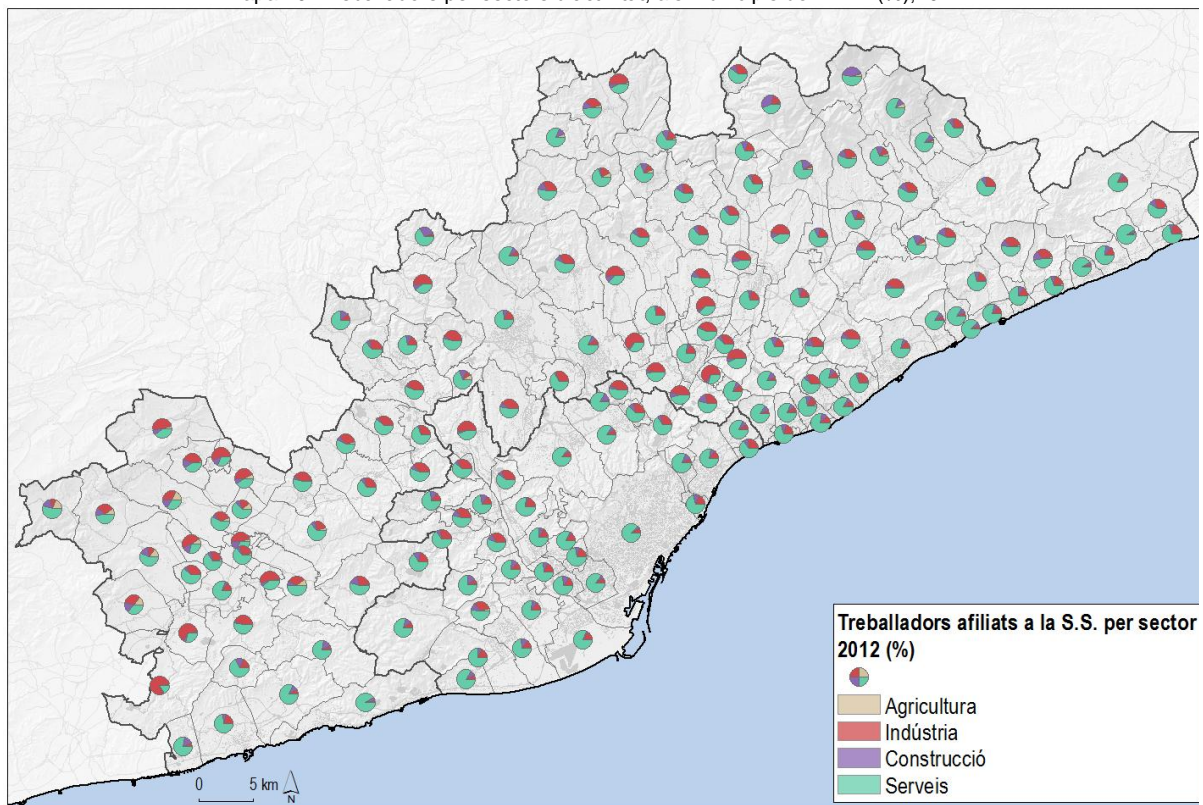 Treballadors afiliats a la S.S. per sector
2012 (%)
Agricultura
Indústria
Construcció
Serveis
0 5 km
N